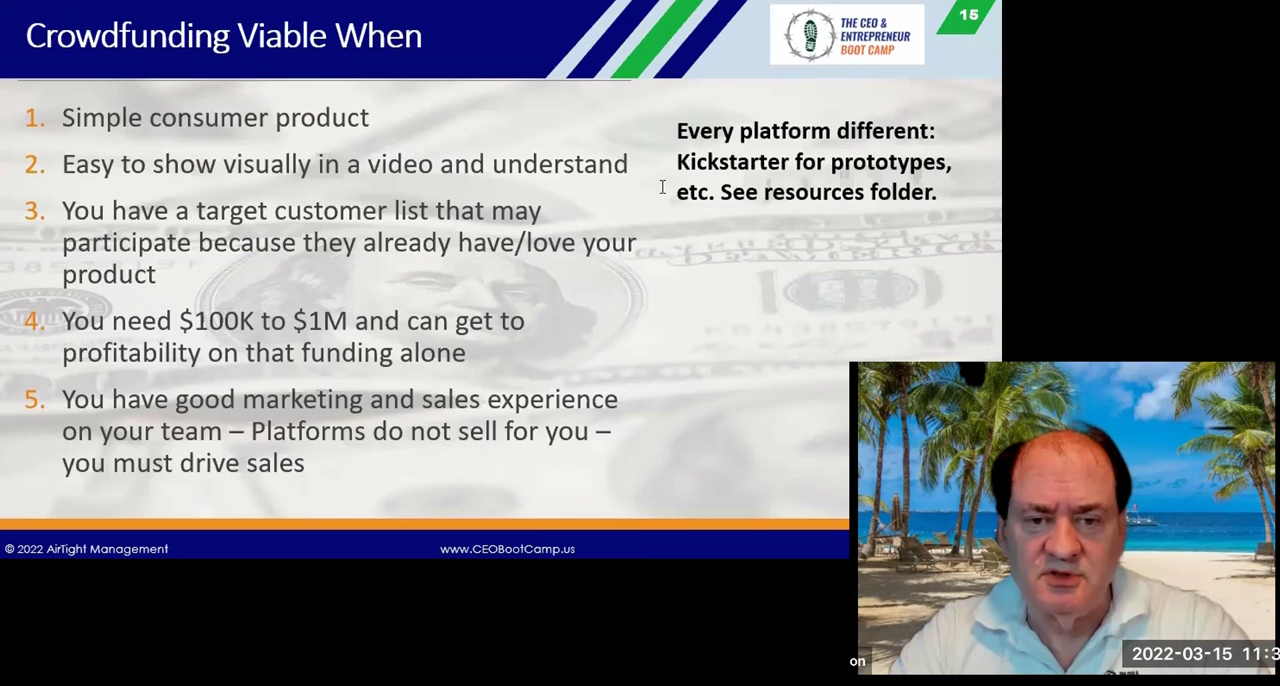 Crowdfunding Viable When
THE CEO &
ENTREPRENEUR
BOOT CAMP
15
1. Simple consumer product
2. Easy to show visually in a video and understand
3. You have a target customer list that may
participate because they already have/love your
product
4. You need $100K to $1M and can get to
profitability on that funding alone
5. You have good marketing and sales experience
on your team – Platforms do not sell for you –
you must drive sales
Every platform different:
Kickstarter for prototypes,
etc. See resources folder.
© 2022 AirTight Management
www.CEOBootCamp.us
on
2022-03-15 11:3